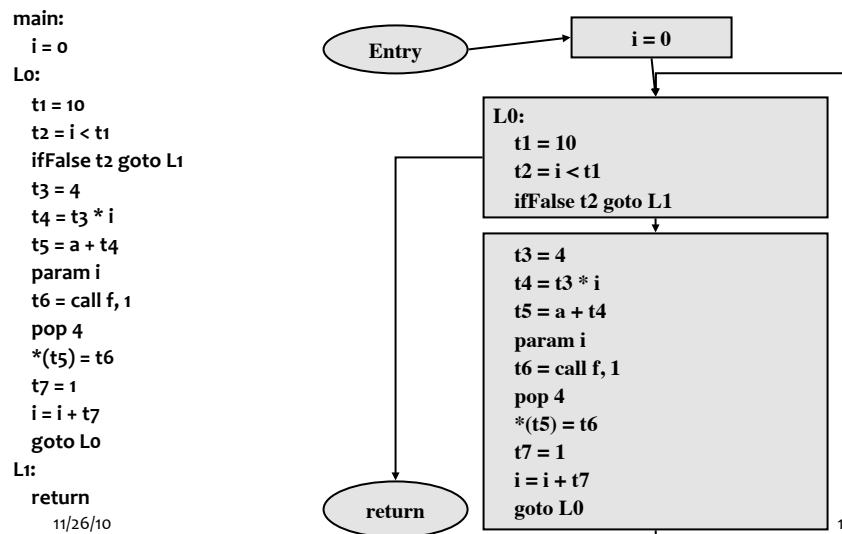 main:
i = 0
L0:
t1 = 10
t2 = i < t1
ifFalse t2 goto L1
t3 = 4
t4 = t3 * i
t5 = a + t4
param i
t6 = call f, 1
pop 4
*(t5) = t6
t7 = 1
i = i + t7
goto L0
L1:
return
11/26/10
Entry
i = 0
L0:
t1 = 10
t2 = i < t1
ifFalse t2 goto L1
t3 = 4
t4 = t3 * i
t5 = a + t4
param i
t6 = call f, 1
pop 4
*(t5) = t6
t7 = 1
i = i + t7
goto L0
return
1